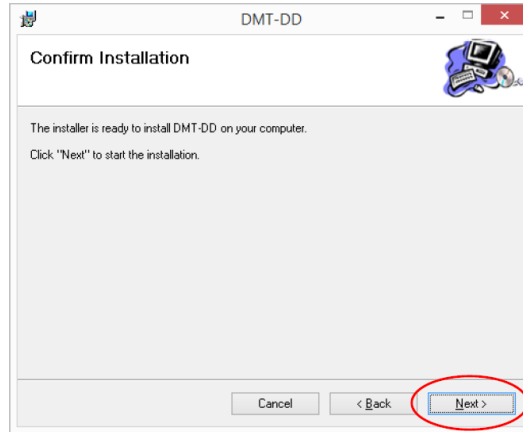 DMT-DD
Confirm Installation
The installer is ready to install DMT-DD on your computer.
Click "Next" to start the installation.
Cancel
< Back
Next >